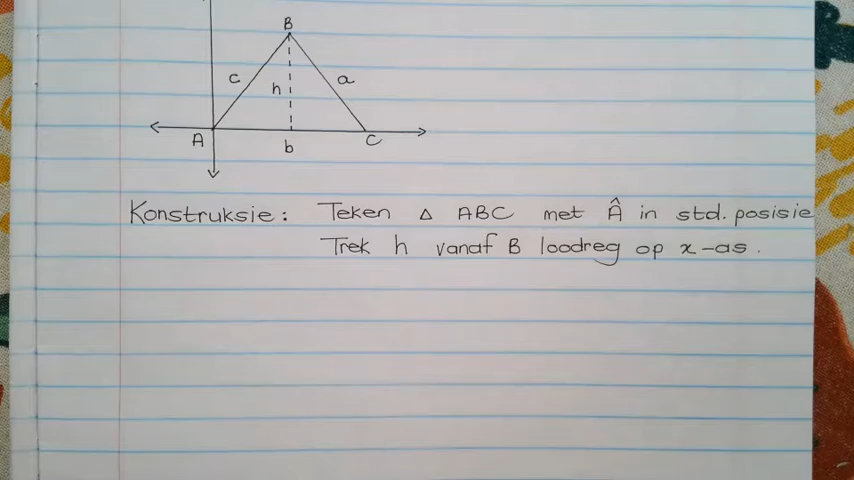 B
c
h
a
A
b
C
Konstruksie: Teken △ ABC met Â in std. posisie
Trek h vanaf B loodreg op x-as.